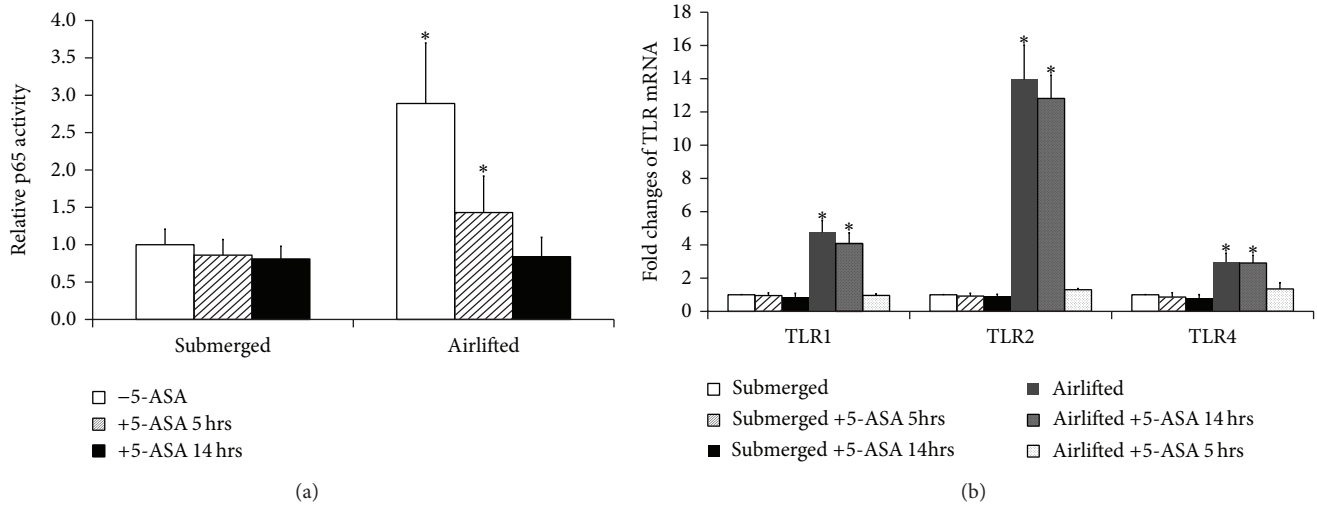 4.0
3.5
3.0
2.5
2.0
1.5
1.0
0.5
0.0
Relative p65 activity
*
*
Submerged
Airlifted
−5-ASA
+5-ASA 5 hrs
+5-ASA 14 hrs
(a)
18
16
14
12
10
8
6
4
2
0
Fold changes of TLR mRNA
* *
* *
* *
TLR1
TLR2
TLR4
Submerged
Submerged +5-ASA 5hrs
Submerged +5-ASA 14hrs
Airlifted
Airlifted +5-ASA 14 hrs
Airlifted +5-ASA 5 hrs
(b)